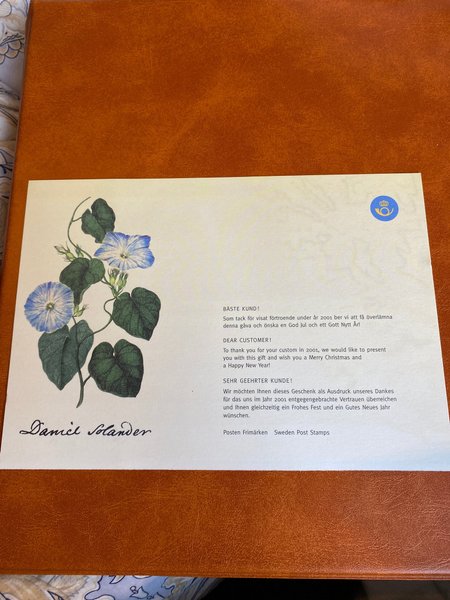 BÄSTE KUND!
Som tack för visat förtroende under år 2001 ber vi att få överlämna
denna gåva och önska en God Jul och ett Gott Nytt År!
DEAR CUSTOMER!
To thank you for your custom in 2001, we would like to present
you with this gift and wish you a Merry Christmas and
a Happy New Year!
SEHR GEEHRTER KUNDE!
Wir möchten Ihnen dieses Geschenk als Ausdruck unseres Dankes
für das uns im Jahr 2001 entgegengebrachte Vertrauen überreichen
und Ihnen gleichzeitig ein Frohes Fest und ein Gutes Neues Jahr
wünschen.
Posten Frimärken Sweden Post Stamps
Daniel Solander